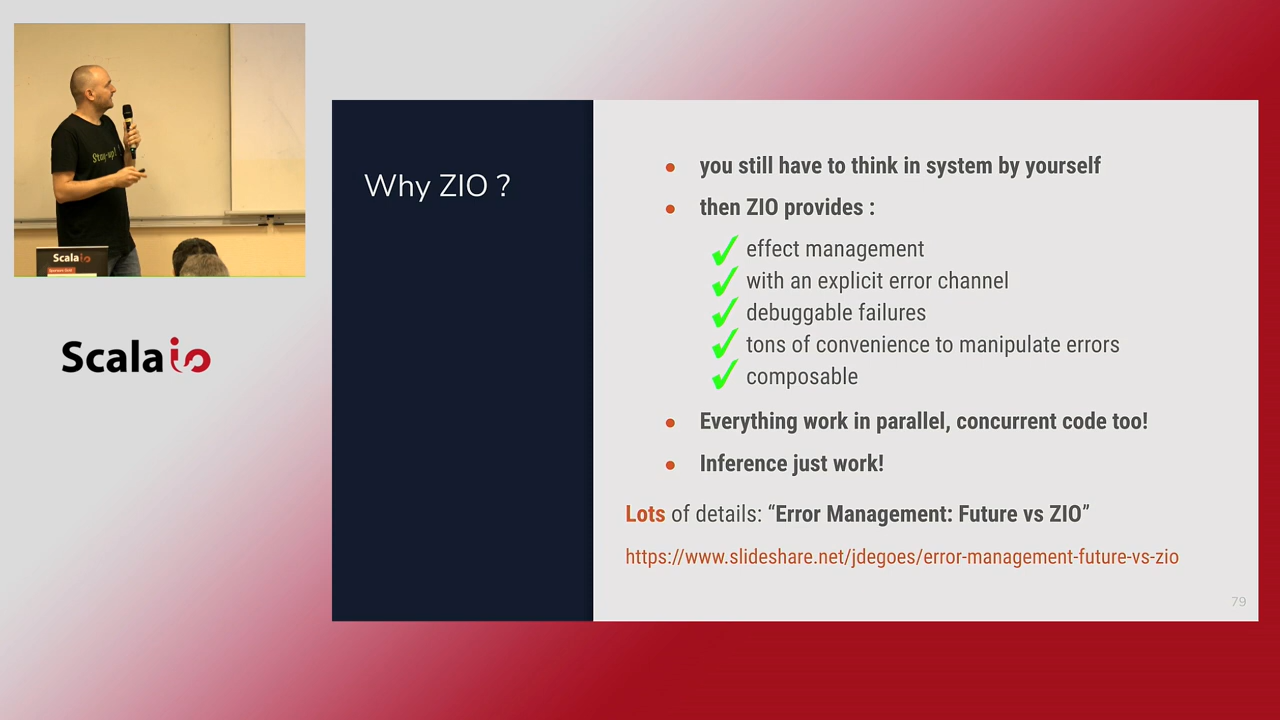 Stay-up!
Scala
Scalaio
Why ZIO ?
you still have to think in system by yourself
then ZIO provides :
effect management
with an explicit error channel
debuggable failures
tons of convenience to manipulate errors
composable
Everything work in parallel, concurrent code too!
Inference just work!
Lots of details: “Error Management: Future vs ZIO”
https://www.slideshare.net/jdegoes/error-management-future-vs-zio
79